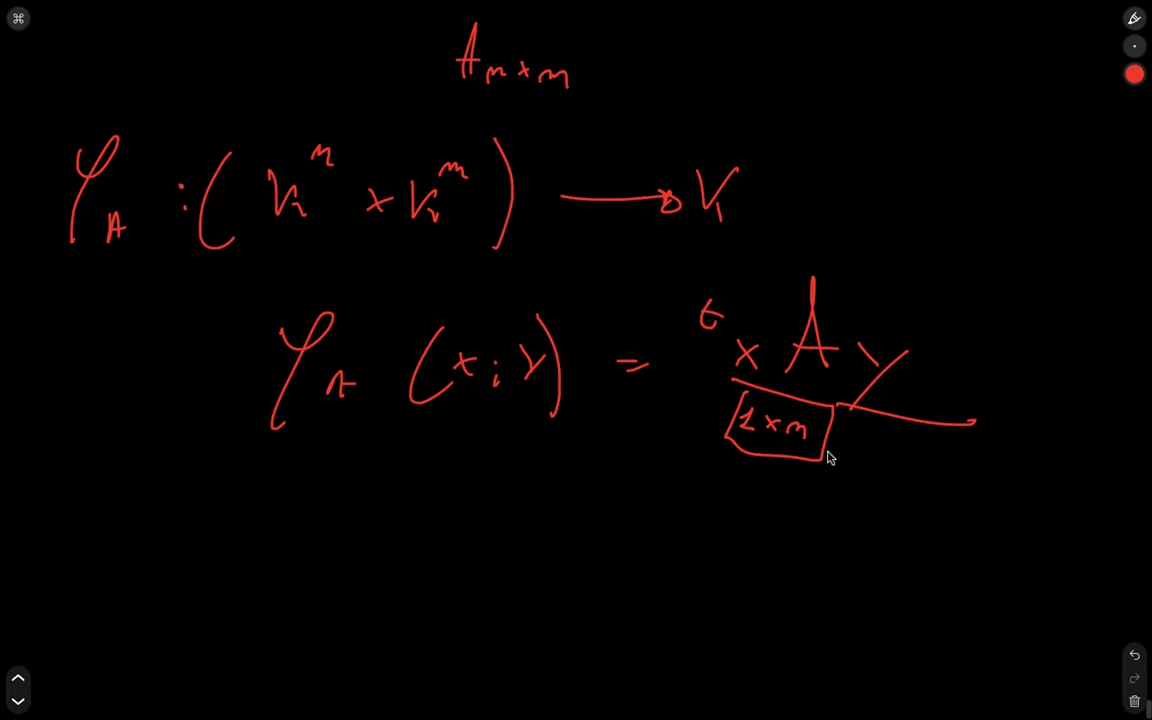 A_{n×m}
φ_A : ( V_1^n × V_1^m ) → V_1
φ_A (x; y) = ^t x A y
1×m